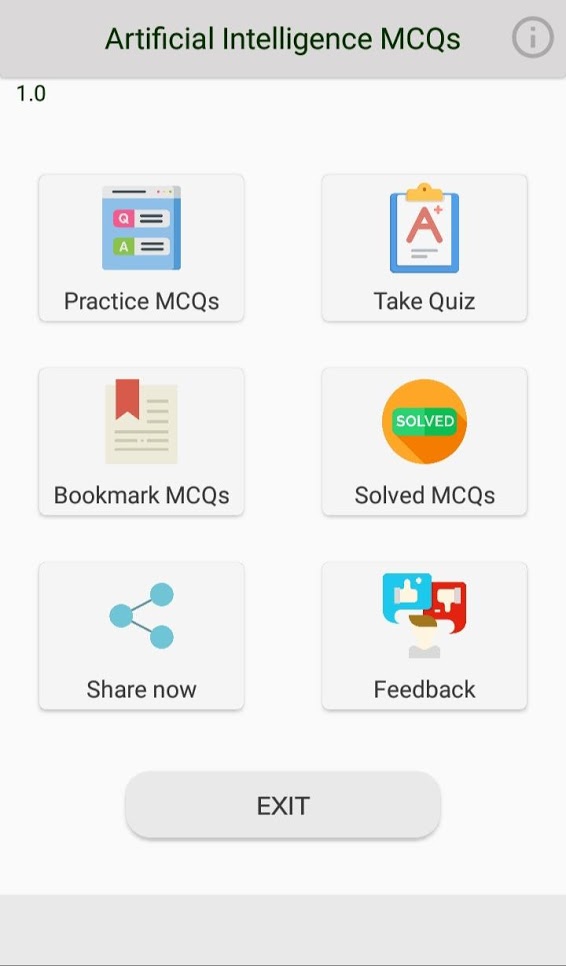 Artificial Intelligence MCQs
1.0
Q
A
A+
Practice MCQs
Take Quiz
SOLVED
Bookmark MCQs
Solved MCQs
Share now
Feedback
EXIT